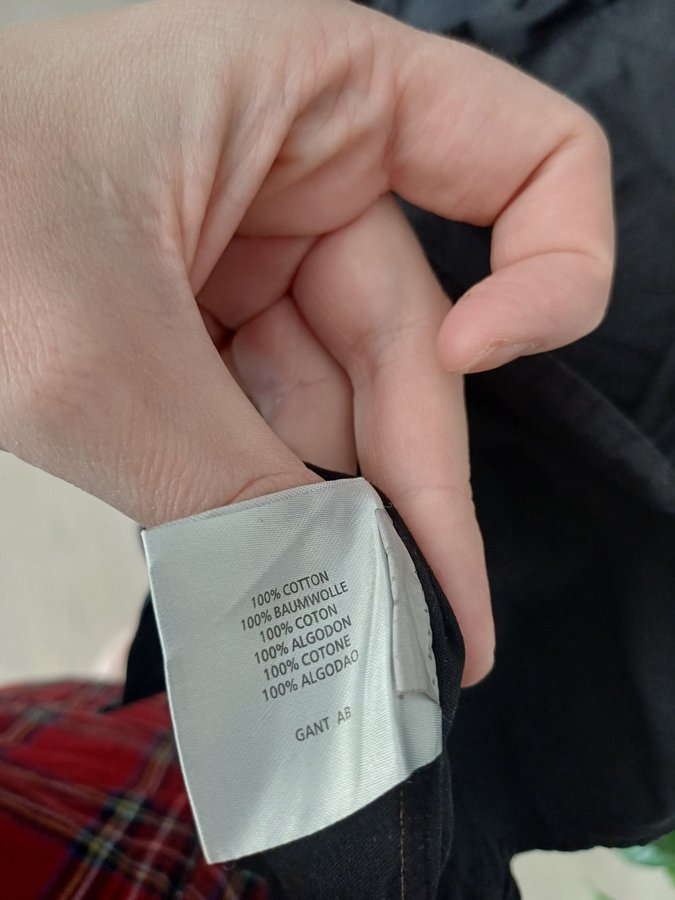 100% COTTON
100% BAUMWOLLE
100% COTON
100% ALGODON
100% COTONE
100% ALGODAO
GANT AB